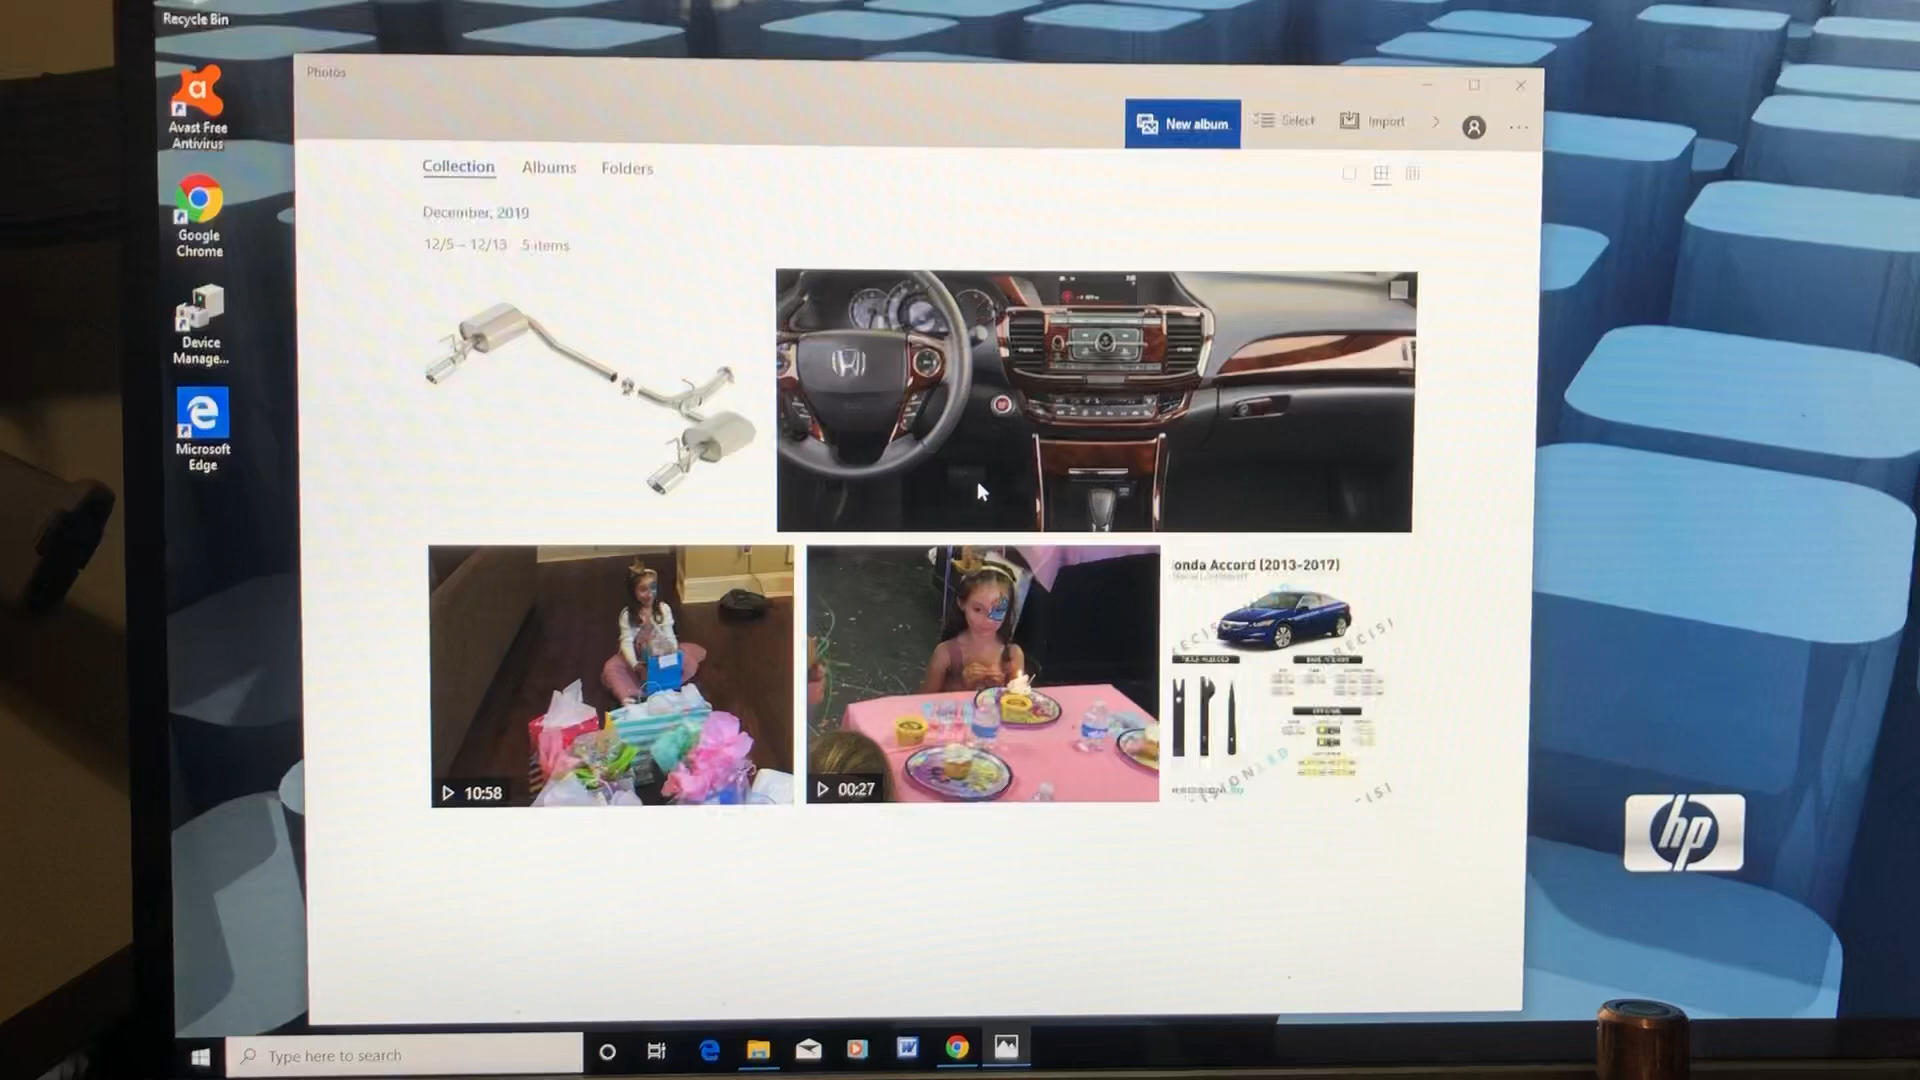 Recycle Bin
Photos
Avast Free
Antivirus
New album
Select
Import
Collection
Albums
Folders
Google
Chrome
December, 2019
12/5 – 12/13 5 items
Device
Manage...
Microsoft
Edge
onda Accord (2013-2017)
10:58
00:27
hp
Type here to search